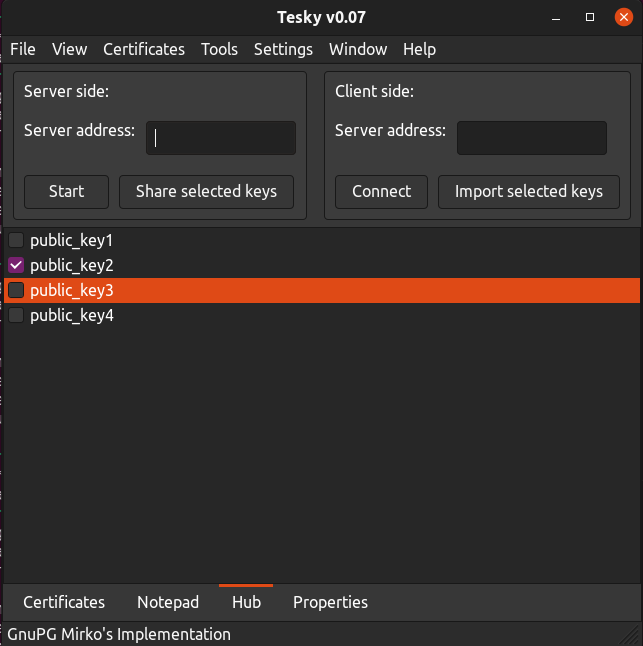 Tesky v0.07
File View Certificates Tools Settings Window Help
Server side:
Server address:
Start Share selected keys
Client side:
Server address:
Connect Import selected keys
public_key1
public_key2
public_key3
public_key4
Certificates Notepad Hub Properties
GnuPG Mirko's Implementation